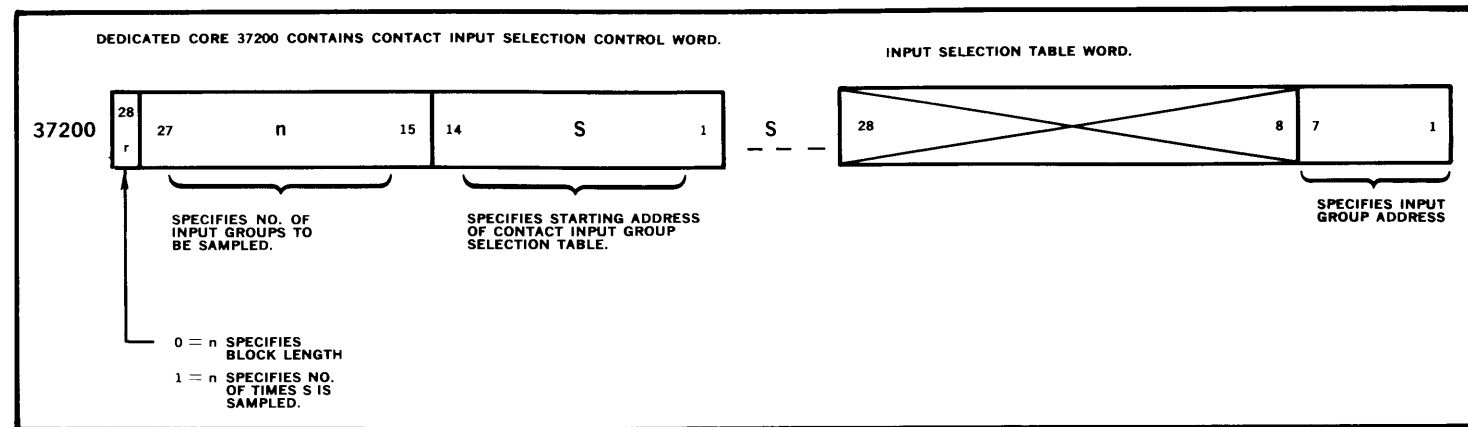 DEDICATED CORE 37200 CONTAINS CONTACT INPUT SELECTION CONTROL WORD.
INPUT SELECTION TABLE WORD.
37200
28
r
27 n 15
14 S 1
S
28 8
7 1
SPECIFIES NO. OF
INPUT GROUPS TO
BE SAMPLED.
SPECIFIES STARTING ADDRESS
OF CONTACT INPUT GROUP
SELECTION TABLE.
SPECIFIES INPUT
GROUP ADDRESS
0 = n SPECIFIES
BLOCK LENGTH
1 = n SPECIFIES NO.
OF TIMES S IS
SAMPLED.